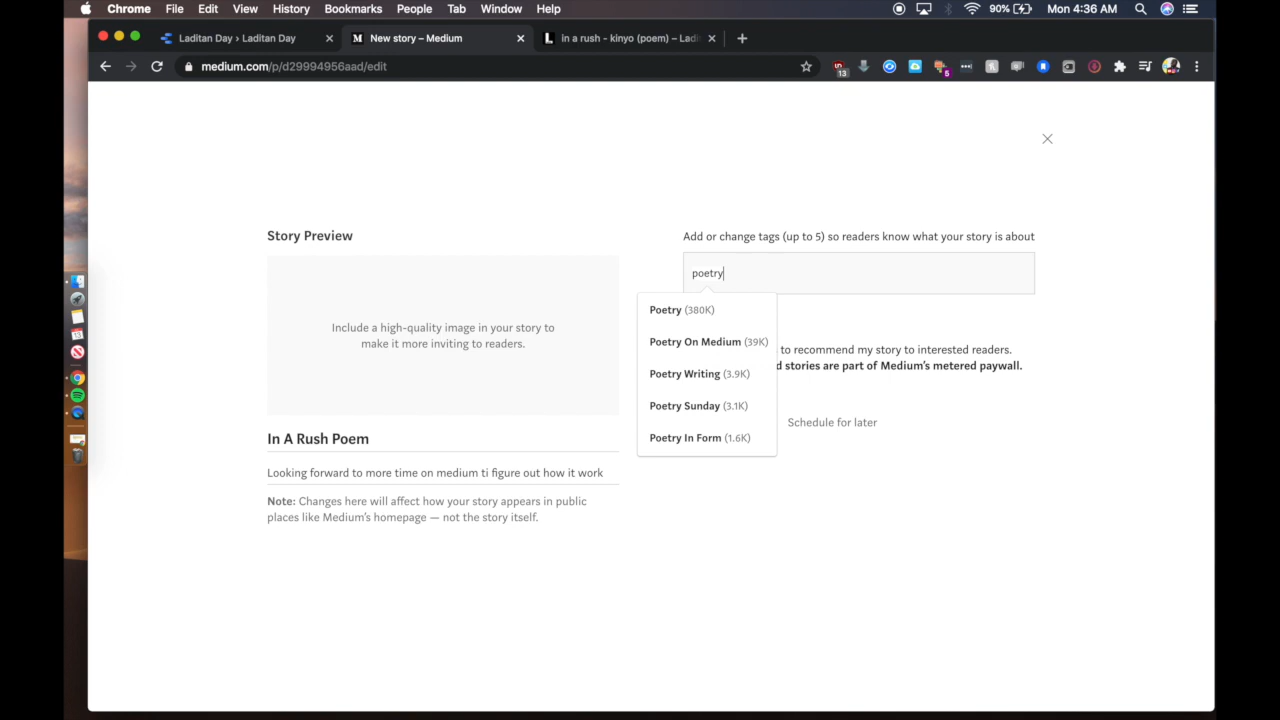 Chrome File Edit View History Bookmarks People Tab Window Help 90% Mon 4:36 AM
Laditan Day › Laditan Day New story – Medium in a rush - kinyo (poem) – Ladi
medium.com/p/d29994956aad/edit
13 5
Story Preview
Add or change tags (up to 5) so readers know what your story is about
poetry
Include a high-quality image in your story to
make it more inviting to readers.
Poetry (380K)
Poetry On Medium (39K)
Poetry Writing (3.9K)
Poetry Sunday (3.1K)
Poetry In Form (1.6K)
to recommend my story to interested readers.
d stories are part of Medium's metered paywall.
Schedule for later
In A Rush Poem
Looking forward to more time on medium ti figure out how it work
Note: Changes here will affect how your story appears in public
places like Medium's homepage — not the story itself.